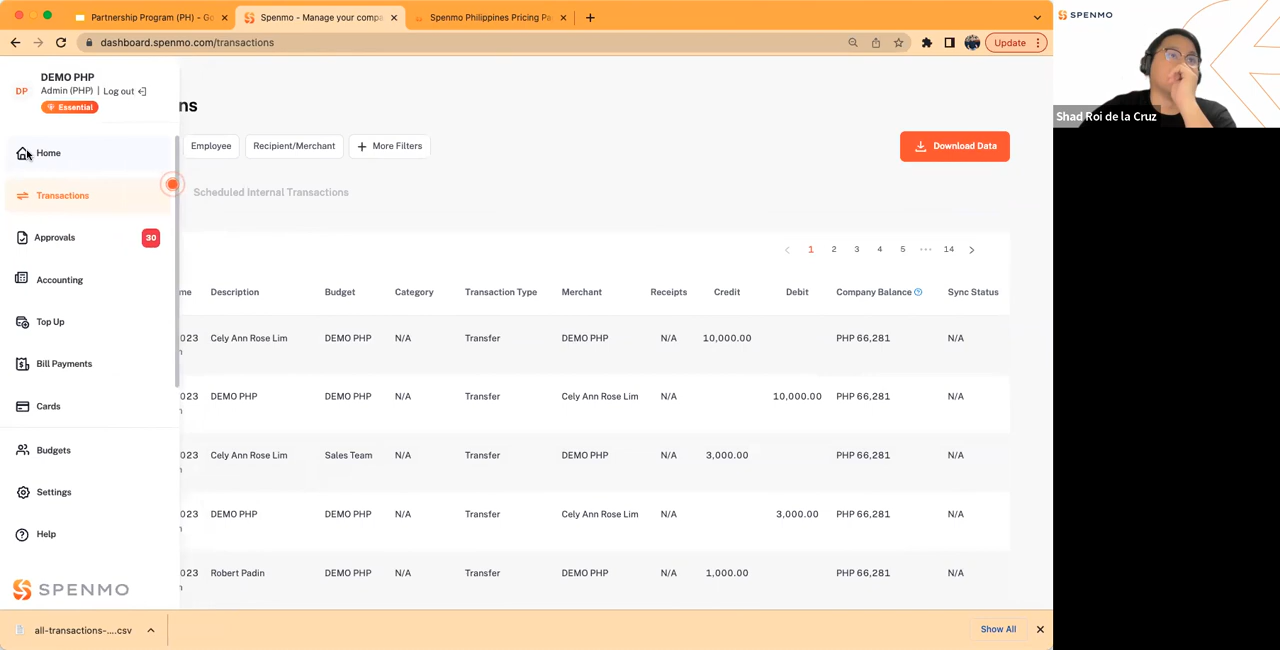 Partnership Program (PH) - Go
Spenmo - Manage your compa
Spenmo Philippines Pricing Pa
dashboard.spenmo.com/transactions
Update
SPENMO
Shad Roi de la Cruz
DP
DEMO PHP
Admin (PHP) | Log out
Essential
Home
Transactions
Approvals
30
Accounting
Top Up
Bill Payments
Cards
Budgets
Settings
Help
SPENMO
ns
Employee
Recipient/Merchant
More Filters
Download Data
Scheduled Internal Transactions
1 2 3 4 5 ••• 14
me Description Budget Category Transaction Type Merchant Receipts Credit Debit Company Balance Sync Status
023 Cely Ann Rose Lim DEMO PHP N/A Transfer DEMO PHP N/A 10,000.00 PHP 66,281 N/A
023 DEMO PHP DEMO PHP N/A Transfer Cely Ann Rose Lim N/A 10,000.00 PHP 66,281 N/A
023 Cely Ann Rose Lim Sales Team N/A Transfer DEMO PHP N/A 3,000.00 PHP 66,281 N/A
023 DEMO PHP DEMO PHP N/A Transfer Cely Ann Rose Lim N/A 3,000.00 PHP 66,281 N/A
023 Robert Padin DEMO PHP N/A Transfer DEMO PHP N/A 1,000.00 PHP 66,281 N/A
all-transactions-....csv
Show All